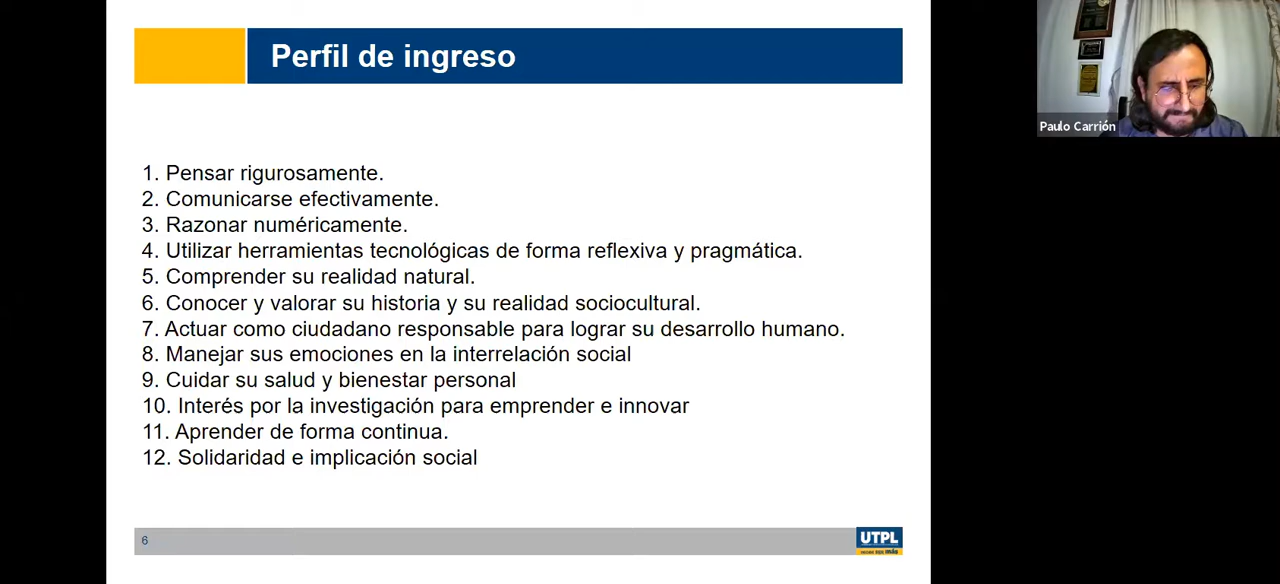 Perfil de ingreso
Paulo Carrión
1. Pensar rigurosamente.
2. Comunicarse efectivamente.
3. Razonar numéricamente.
4. Utilizar herramientas tecnológicas de forma reflexiva y pragmática.
5. Comprender su realidad natural.
6. Conocer y valorar su historia y su realidad sociocultural.
7. Actuar como ciudadano responsable para lograr su desarrollo humano.
8. Manejar sus emociones en la interrelación social
9. Cuidar su salud y bienestar personal
10. Interés por la investigación para emprender e innovar
11. Aprender de forma continua.
12. Solidaridad e implicación social
6
UTPL